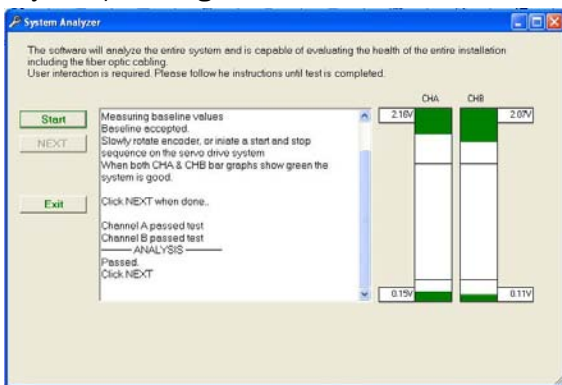 System Analyzer
The software will analyze the entire system and is capable of evaluating the health of the entire installation
including the fiber optic cabling.
User interaction is required. Please follow he instructions until test is completed.
CHA CHB
Start
NEXT
Exit
Measuring baseline values
Baseline accepted.
Slowly rotate encoder, or iniate a start and stop
sequence on the servo drive system
When both CHA & CHB bar graphs show green the
system is good.
Click NEXT when done..
Channel A passed test
Channel B passed test
——— ANALYSIS ———
Passed.
Click NEXT
2.16V 2.07V
0.15V 0.11V